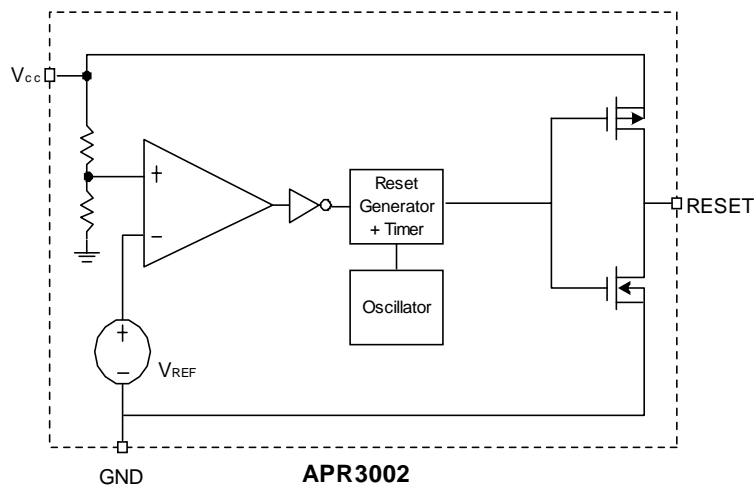 Vcc
+
−
Reset
Generator
+ Timer
RESET
Oscillator
+
−
VREF
GND
APR3002